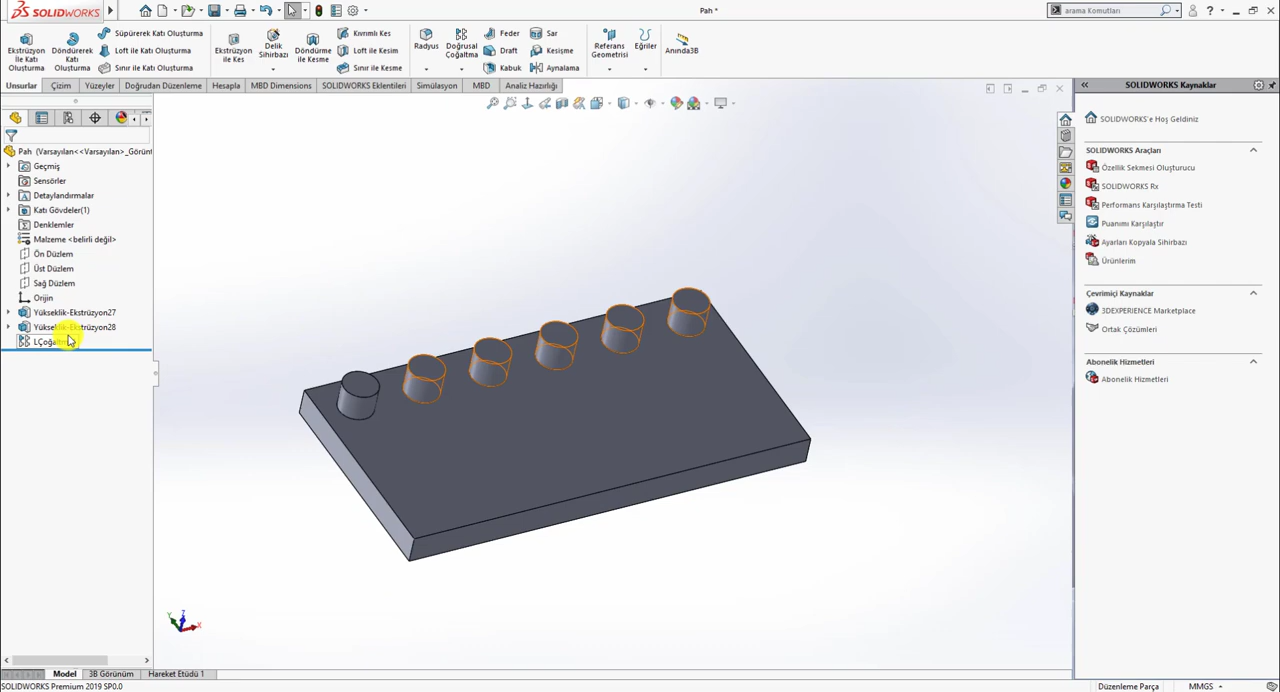 SOLIDWORKS
Pah *
arama Komutları
Ekstrüzyon İle Katı Oluşturma
Döndürerek Katı Oluşturma
Süpürerek Katı Oluşturma
Loft ile Katı Oluşturma
Sınır ile Katı Oluşturma
Ekstrüzyon ile Kes
Delik Sihirbazı
Döndürme ile Kesme
Kıvrımlı Kes
Loft ile Kesim
Sınır ile Kesme
Radyus
Doğrusal Çoğaltma
Feder
Draft
Kabuk
Sar
Kesişme
Aynalama
Referans Geometrisi
Eğriler
Anında3B
Unsurlar
Çizim
Yüzeyler
Doğrudan Düzenleme
Hesapla
MBD Dimensions
SOLIDWORKS Eklentileri
Simülasyon
MBD
Analiz Hazırlığı
Pah (Varsayılan<<Varsayılan>_Görünt
Geçmiş
Sensörler
Detaylandırmalar
Katı Gövdeler(1)
Denklemler
Malzeme <belirli değil>
Ön Düzlem
Üst Düzlem
Sağ Düzlem
Orijin
Yükseklik-Ekstrüzyon27
Yükseklik-Ekstrüzyon28
SOLIDWORKS Kaynaklar
SOLIDWORKS'e Hoş Geldiniz
SOLIDWORKS Araçları
Özellik Sekmesi Oluşturucu
SOLIDWORKS Rx
Performans Karşılaştırma Testi
Puanımı Karşılaştır
Ayarları Kopyala Sihirbazı
Ürünlerim
Çevrimiçi Kaynaklar
3DEXPERIENCE Marketplace
Ortak Çözümleri
Abonelik Hizmetleri
Abonelik Hizmetleri
Y
Z
X
Model
3B Görünüm
Hareket Etüdü 1
SOLIDWORKS Premium 2019 SP0.0
Düzenleme Parça
MMGS